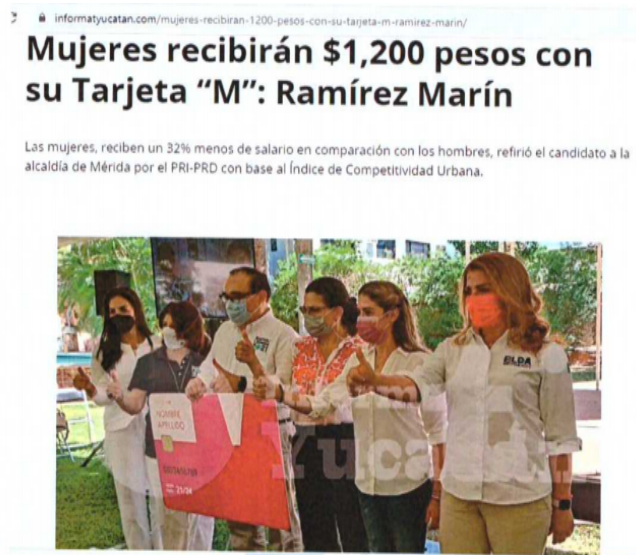 informatyucatan.com/mujeres-recibiran-1200-pesos-con-su-tarjeta-m-ramirez-marin/
Mujeres recibirán $1,200 pesos con
su Tarjeta “M”: Ramírez Marín
Las mujeres, reciben un 32% menos de salario en comparación con los hombres, refirió el candidato a la
alcaldía de Mérida por el PRI-PRD con base al Índice de Competitividad Urbana.
NOMBRE
APELLIDO
21/24
ELDA
Yucatán